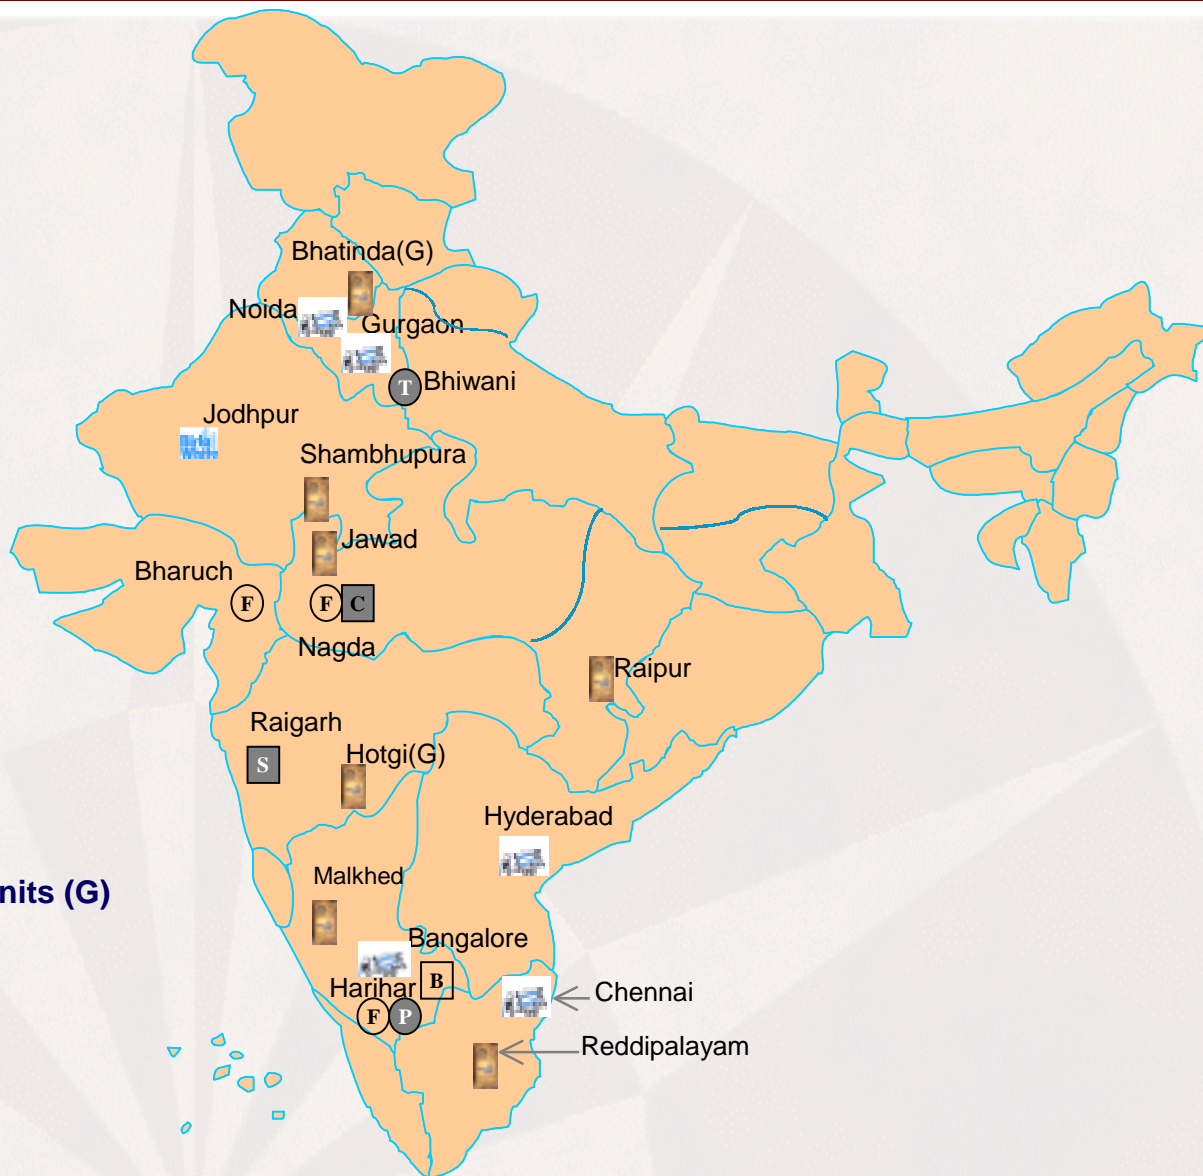 Bhatinda(G)
Noida
Gurgaon
T Bhiwani
Jodhpur
Shambhupura
Jawad
Bharuch
F
F C
Nagda
Raipur
Raigarh
S
Hotgi(G)
Hyderabad
Malkhed
nits (G)
Bangalore
Harihar B
F P
Chennai
Reddipalayam